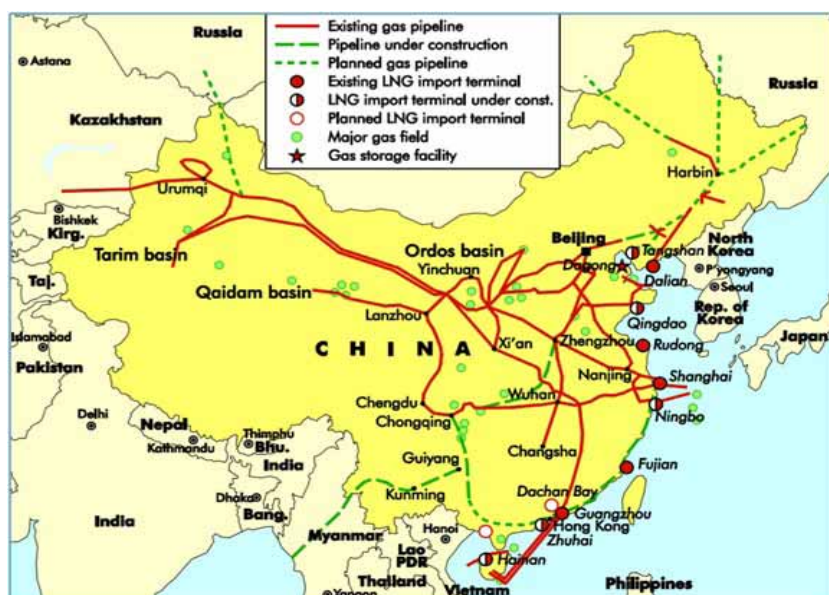 Existing gas pipeline
Pipeline under construction
Planned gas pipeline
Existing LNG import terminal
LNG import terminal under const.
Planned LNG import terminal
Major gas field
Gas storage facility
Russia
Astana
Russia
Kazakhstan
Harbin
Urumqi
Bishkek
Kirg.
Tarim basin
Ordos basin
Beijing
Tangshan
North
Korea
Yinchuan
Dagong
P'yongyang
Taj.
Dalian
Seoul
Qaidam basin
Rep. of
Korea
Lanzhou
Qingdao
Islamabad
CHINA
Xi'an
Zhengzhou
Rudong
Japan
Pakistan
Nanjing
Shanghai
Chengdu
Wuhan
Ningbo
Delhi
Nepal
Chongqing
Kathmandu
Thimphu
Bhu.
Changsha
Guiyang
India
Fujian
Kunming
Dachan Bay
Dhaka
Bang.
Guangzhou
India
Myanmar
Hanoi
Hong Kong
Zhuhai
Lao
PDR
Hainan
Thailand
Vietnam
Philippines